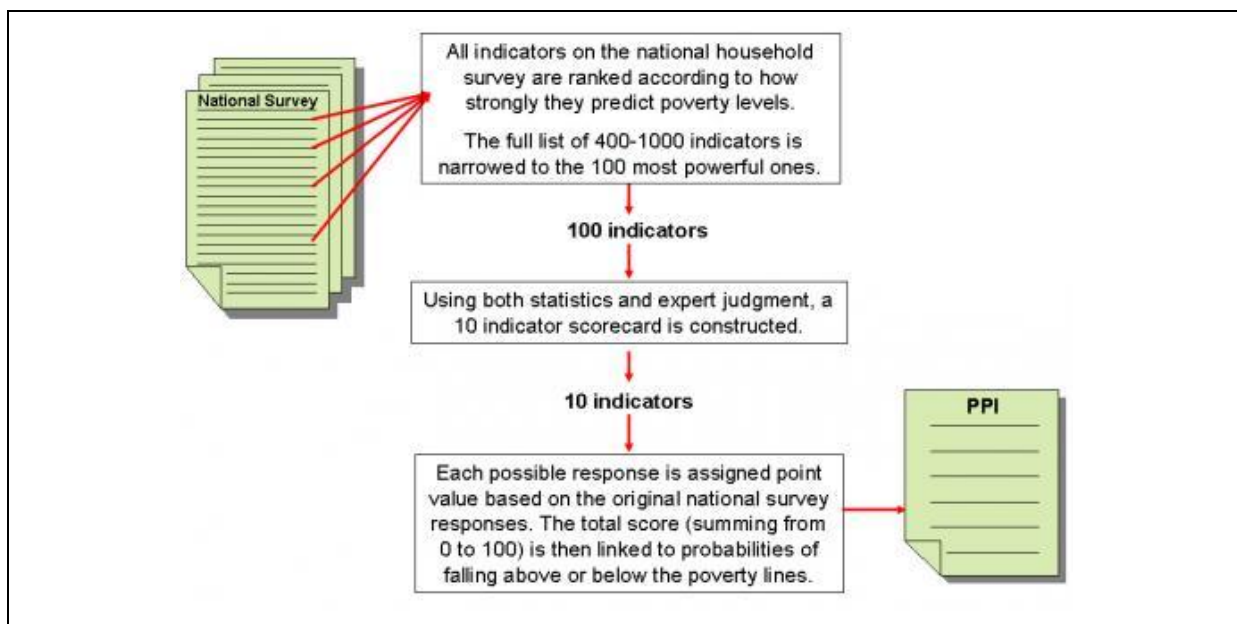 National Survey
All indicators on the national household
survey are ranked according to how
strongly they predict poverty levels.
The full list of 400-1000 indicators is
narrowed to the 100 most powerful ones.
100 indicators
Using both statistics and expert judgment, a
10 indicator scorecard is constructed.
10 indicators
PPI
Each possible response is assigned point
value based on the original national survey
responses. The total score (summing from
0 to 100) is then linked to probabilities of
falling above or below the poverty lines.